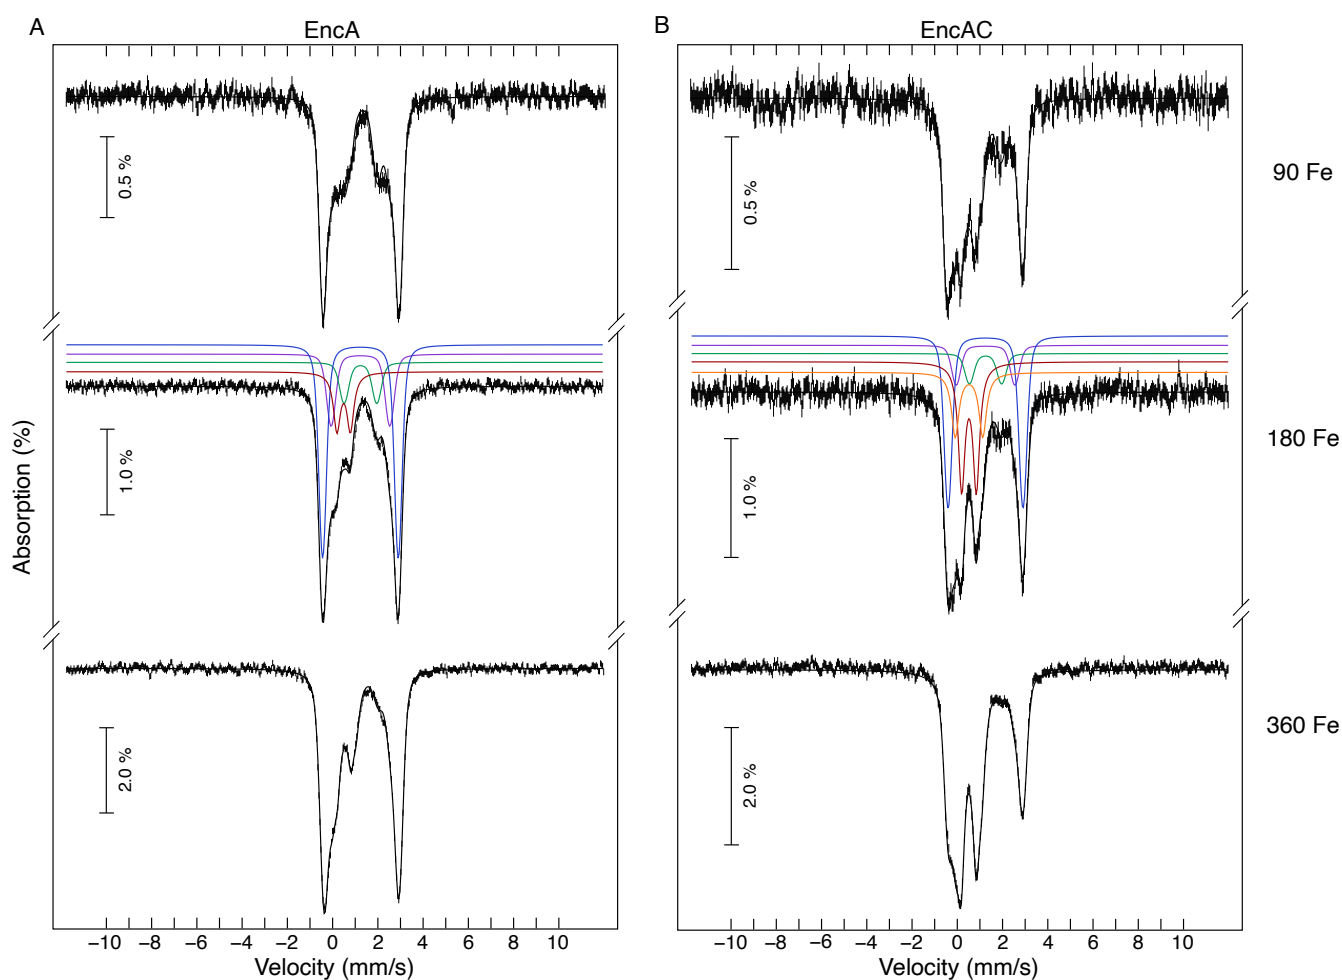 A
EncA
B
EncAC
0.5 %
0.5 %
90 Fe
Absorption (%)
1.0 %
1.0 %
180 Fe
2.0 %
2.0 %
360 Fe
−10 −8 −6 −4 −2 0 2 4 6 8 10
−10 −8 −6 −4 −2 0 2 4 6 8 10
Velocity (mm/s)
Velocity (mm/s)